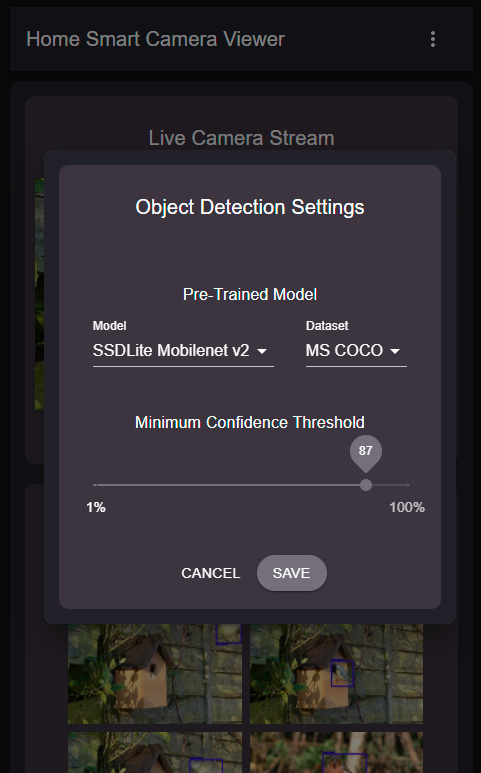 Home Smart Camera Viewer
Live Camera Stream
Object Detection Settings
Pre-Trained Model
Model
Dataset
SSDLite Mobilenet v2
MS COCO
Minimum Confidence Threshold
87
1%
100%
CANCEL
SAVE